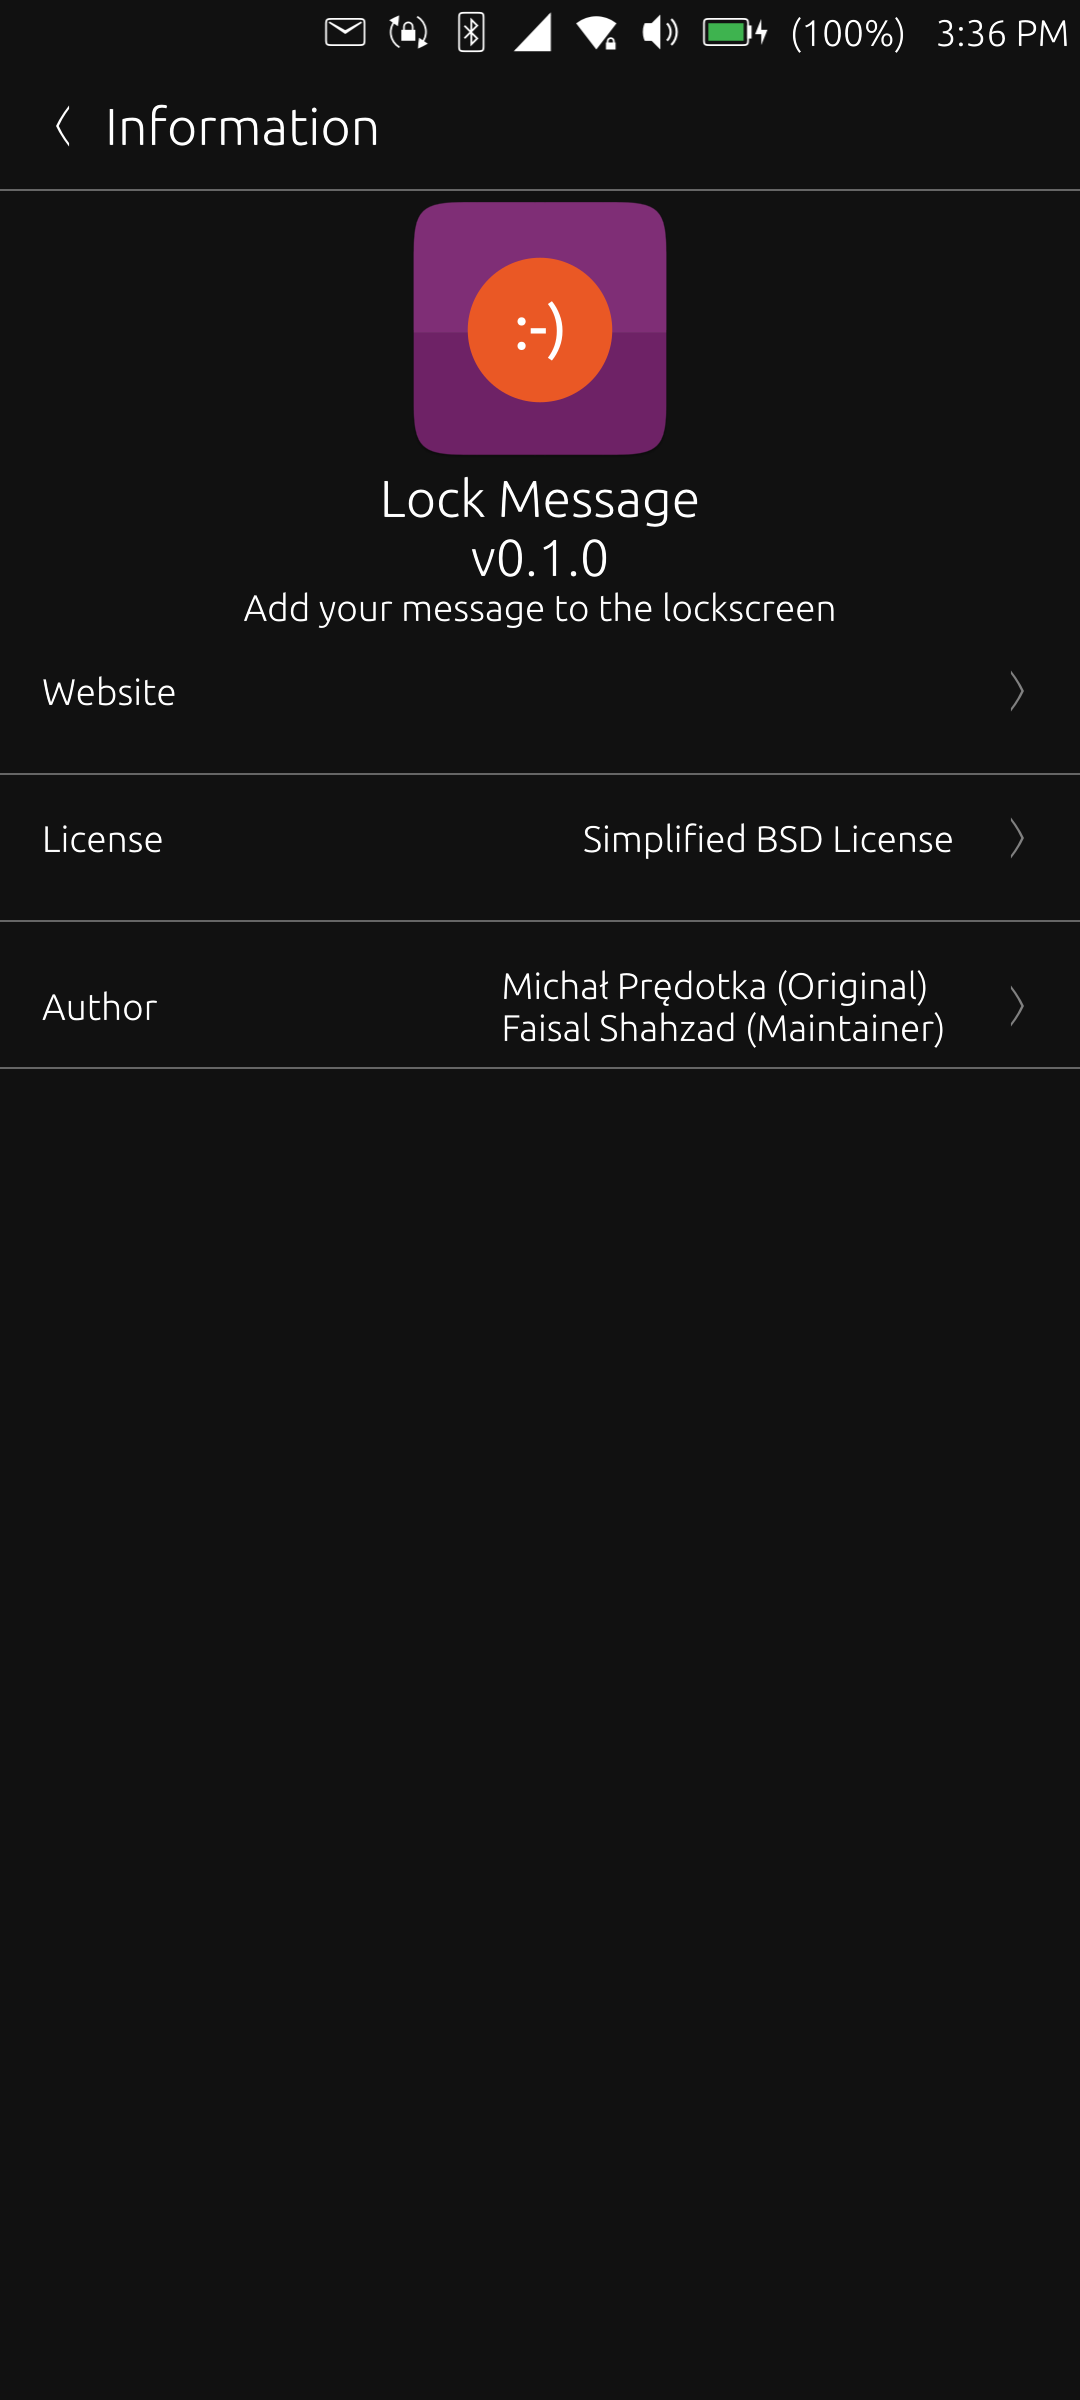 (100%) 3:36 PM
Information
:-)
Lock Message
v0.1.0
Add your message to the lockscreen
Website
License Simplified BSD License
Author
Michał Prędotka (Original)
Faisal Shahzad (Maintainer)